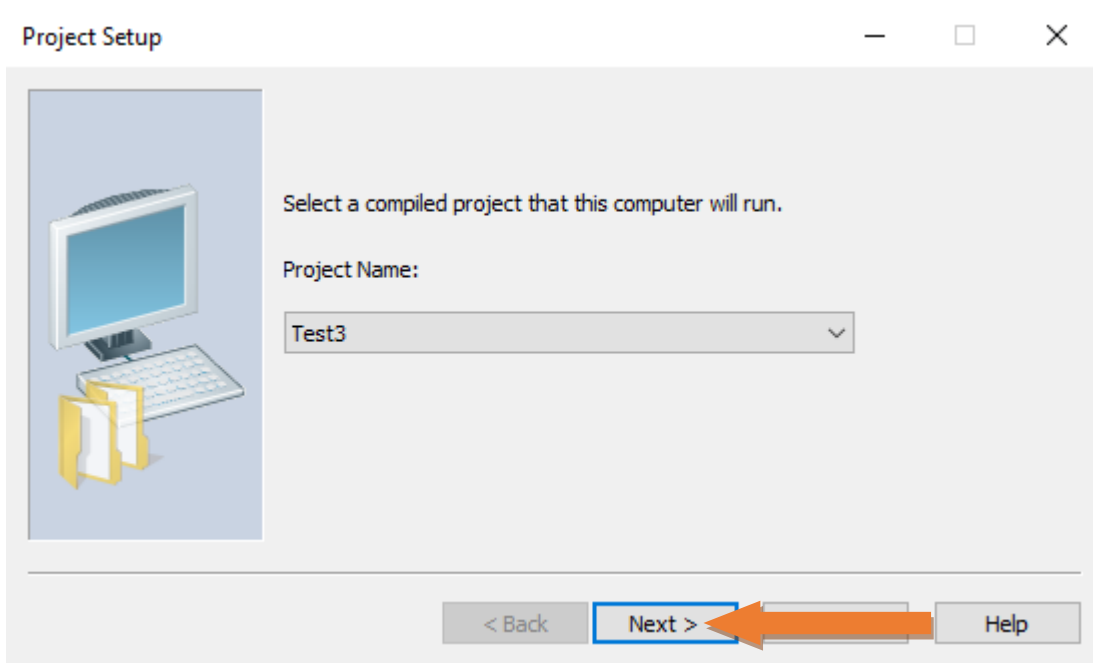 Project Setup
Select a compiled project that this computer will run.
Project Name:
Test3
< Back
Next >
Help